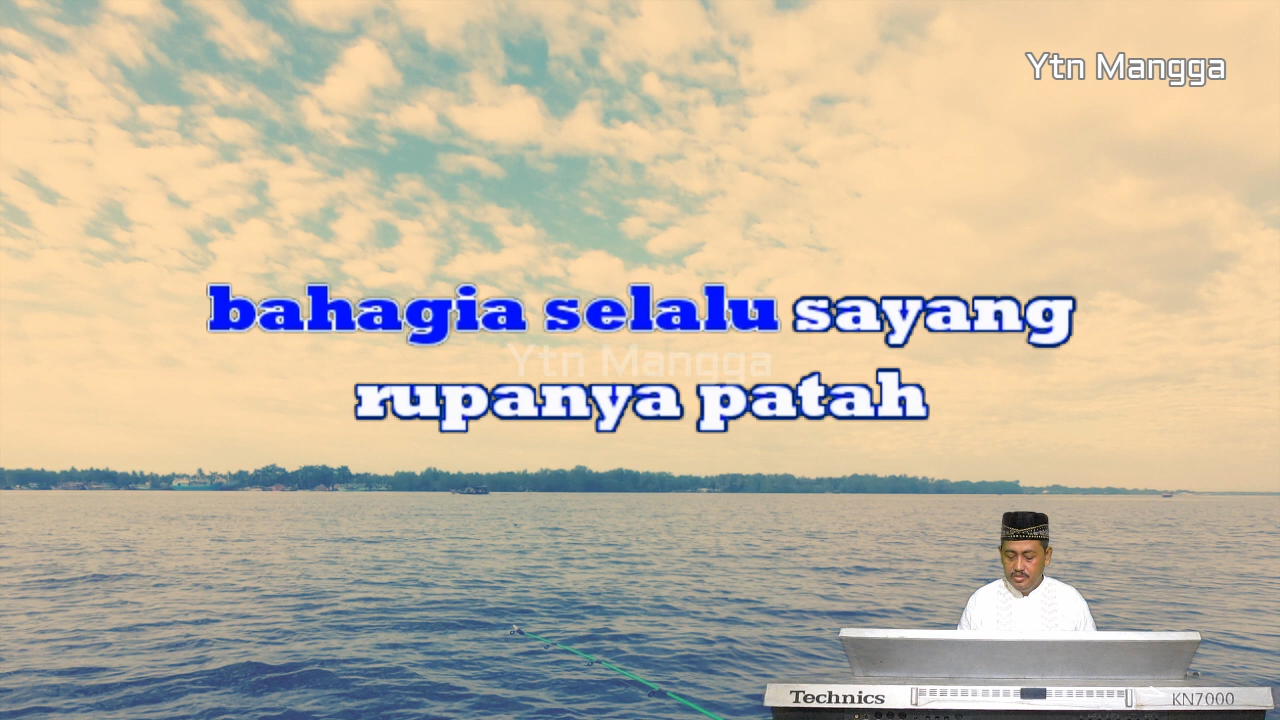 Ytn Mangga
bahagia selalu sayang
Ytn Mangga
rupanya patah
Technics
KN7000